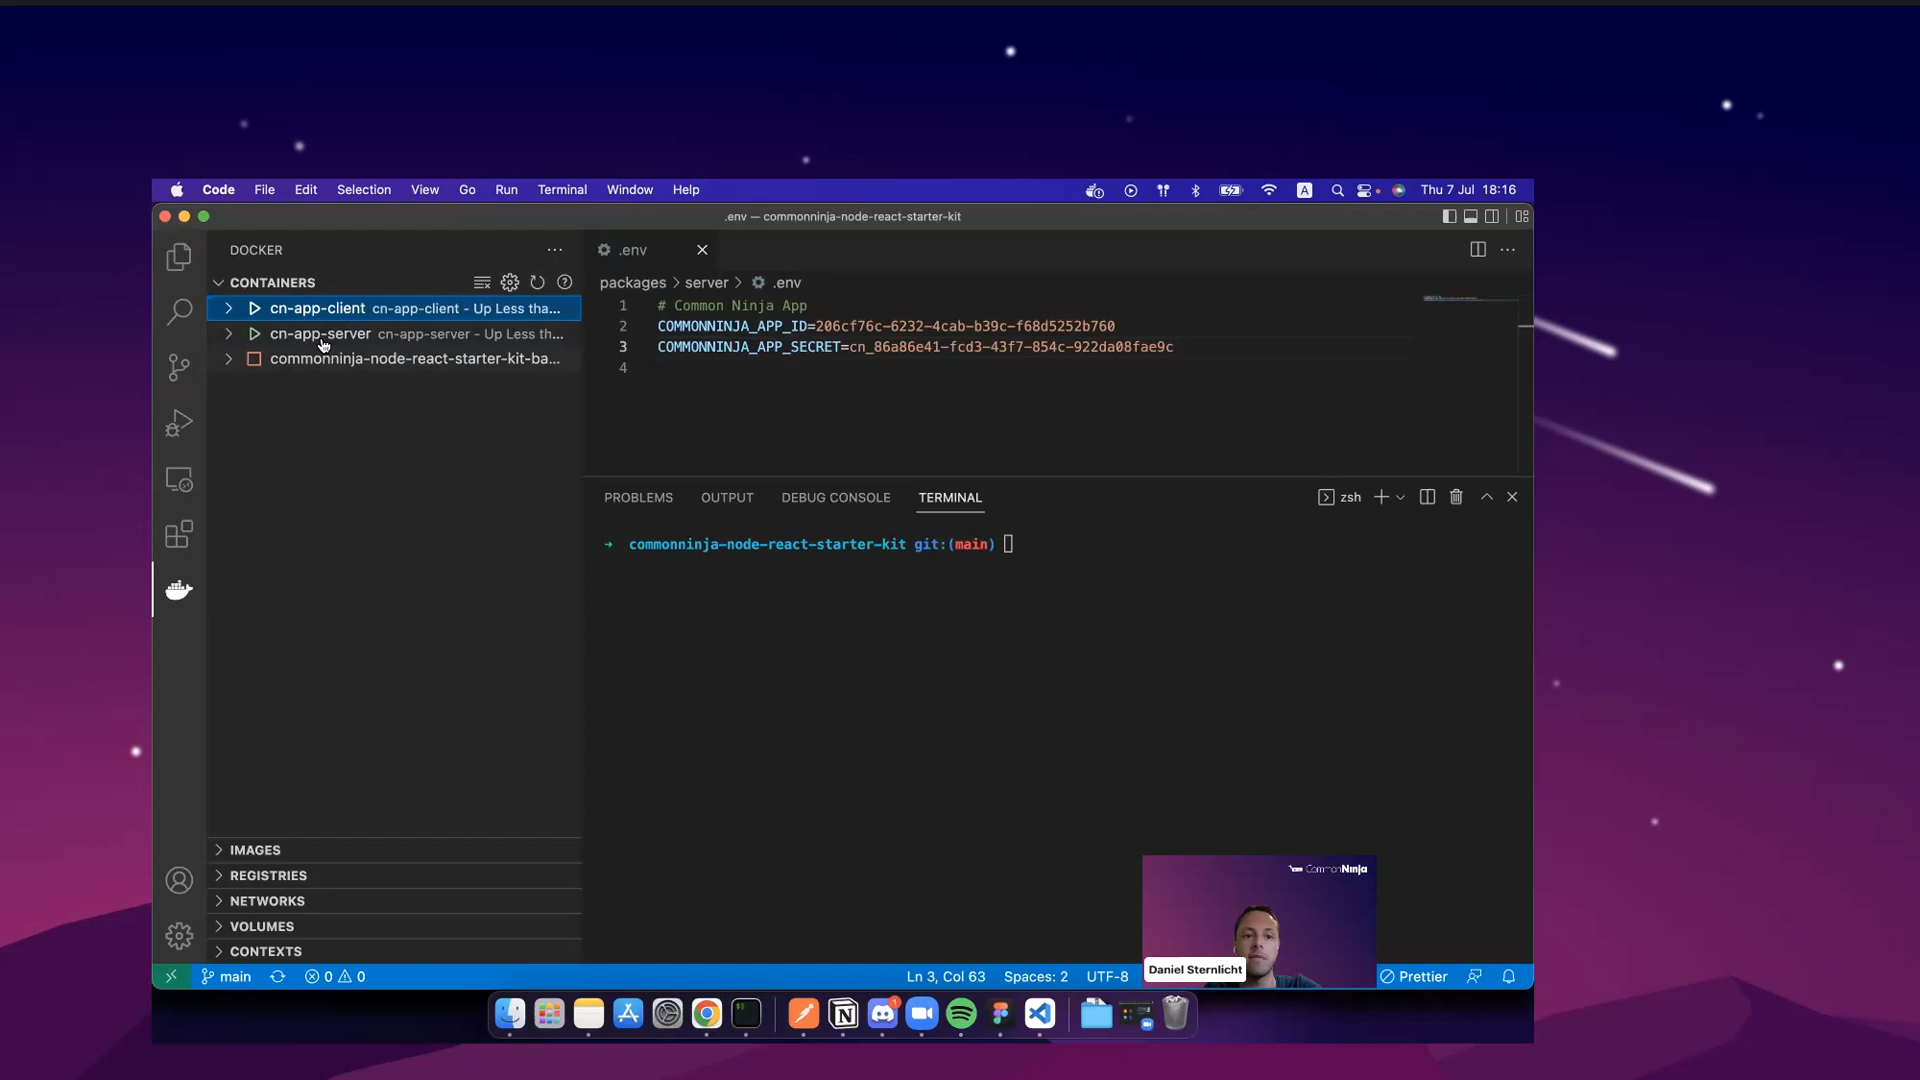 Code File Edit Selection View Go Run Terminal Window Help
A
Thu 7 Jul 18:16
.env — commonninja-node-react-starter-kit
DOCKER
.env
CONTAINERS
packages > server > .env
cn-app-client cn-app-client - Up Less tha...
cn-app-server cn-app-server - Up Less th...
commonninja-node-react-starter-kit-ba...
1 # Common Ninja App
2 COMMONNINJA_APP_ID=206cf76c-6232-4cab-b39c-f68d5252b760
3 COMMONNINJA_APP_SECRET=cn_86a86e41-fcd3-43f7-854c-922da08fae9c
4
PROBLEMS OUTPUT DEBUG CONSOLE TERMINAL
zsh
→ commonninja-node-react-starter-kit git:(main)
IMAGES
REGISTRIES
NETWORKS
VOLUMES
CONTEXTS
CommonNinja
Daniel Sternlicht
main
0 0
Ln 3, Col 63 Spaces: 2 UTF-8
Prettier
1